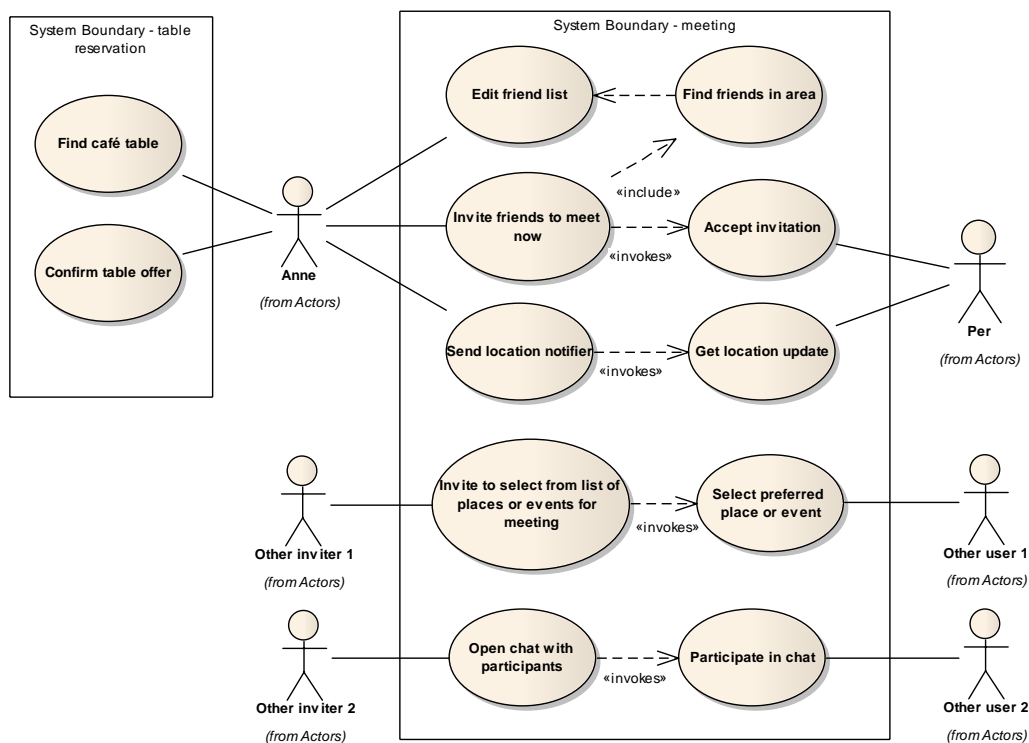 System Boundary - table
reservation
System Boundary - meeting
Edit friend list
Find friends in area
Find café table
«include»
Invite friends to meet
now
Accept invitation
«invokes»
Confirm table offer
Anne
(from Actors)
Per
(from Actors)
Send location notifier
Get location update
«invokes»
Invite to select from list of
places or events for
meeting
Select preferred
place or event
«invokes»
Other inviter 1
(from Actors)
Other user 1
(from Actors)
Open chat with
participants
Participate in chat
«invokes»
Other inviter 2
(from Actors)
Other user 2
(from Actors)